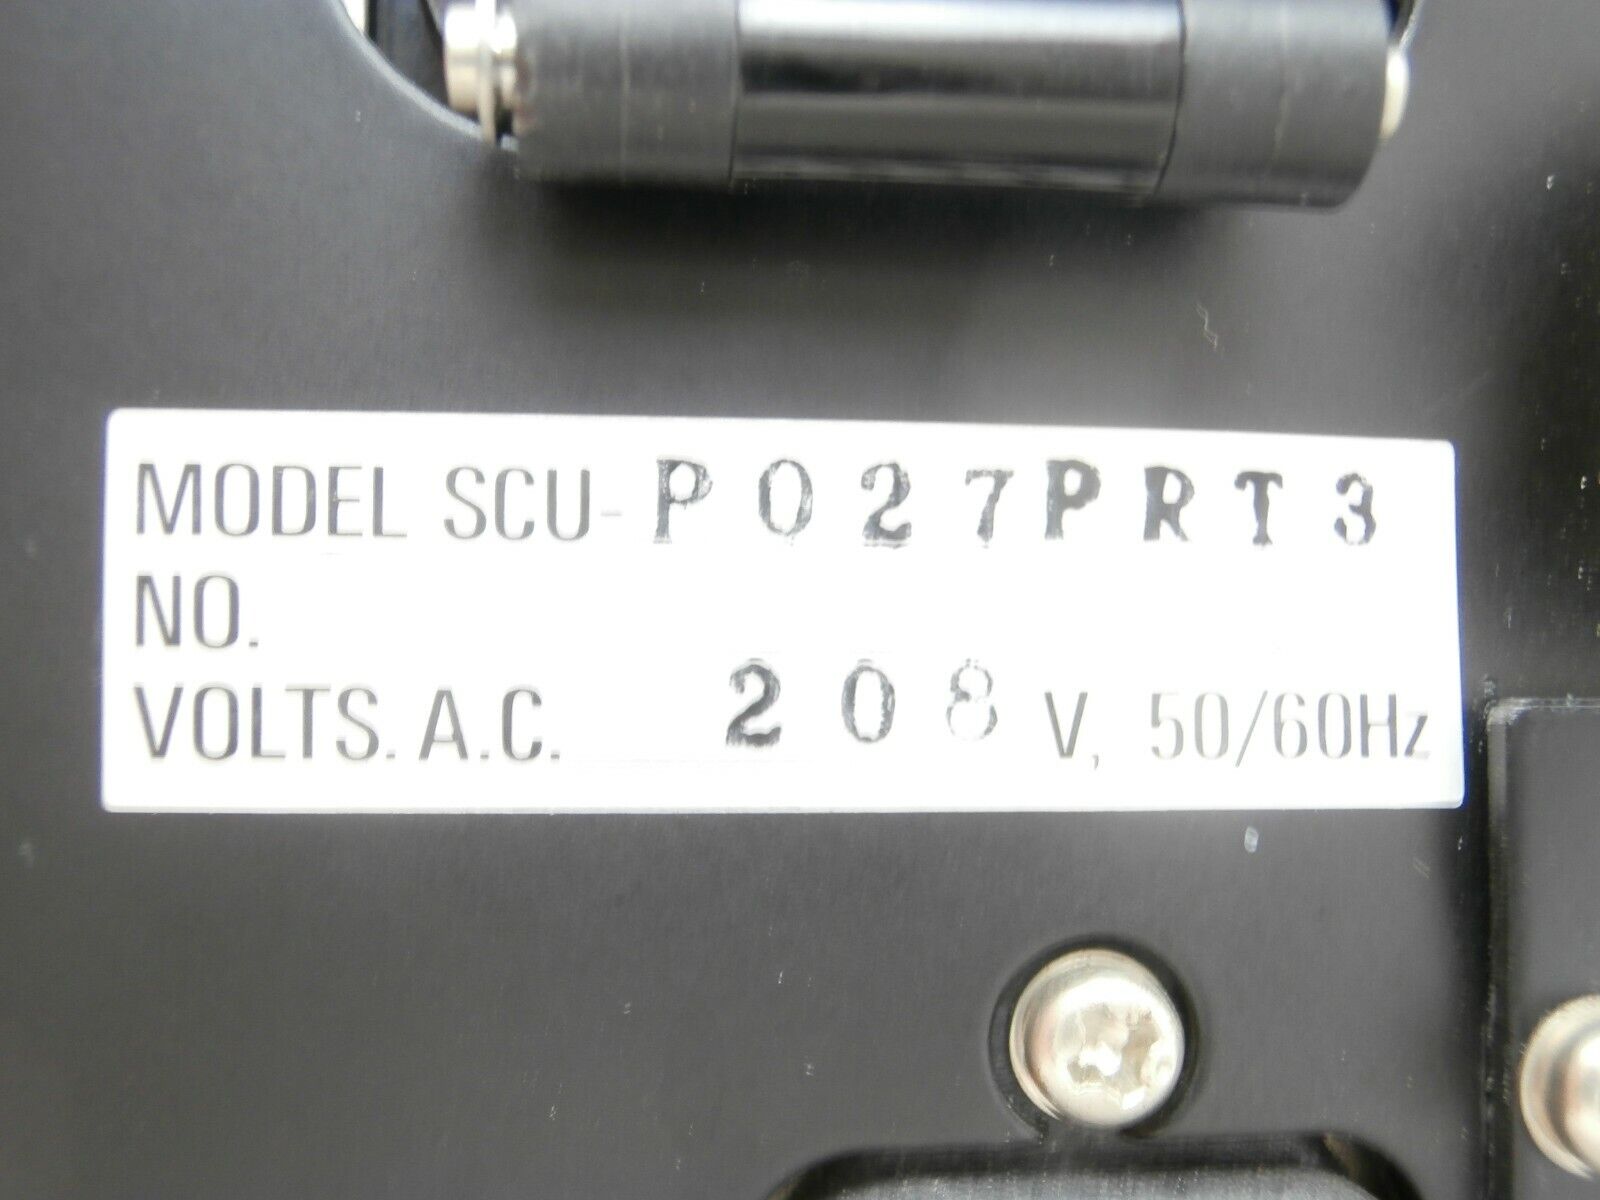 MODEL SCU-P027PRT3
NO.
VOLTS. A.C. 208 V, 50/60Hz